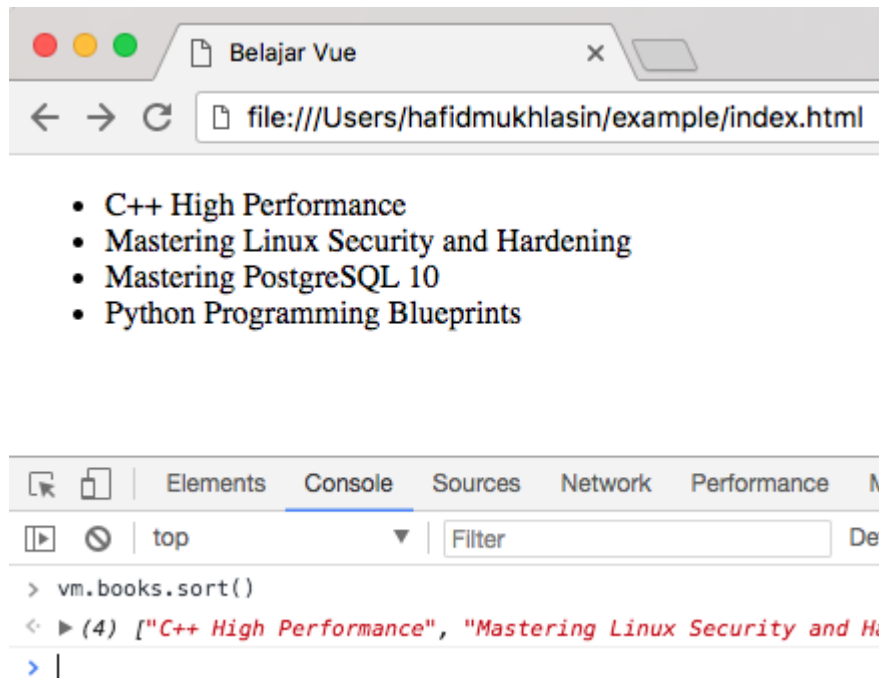 Belajar Vue
file:///Users/hafidmukhlasin/example/index.html
• C++ High Performance
• Mastering Linux Security and Hardening
• Mastering PostgreSQL 10
• Python Programming Blueprints
Elements Console Sources Network Performance
top Filter
> vm.books.sort()
(4) ["C++ High Performance", "Mastering Linux Security and
>